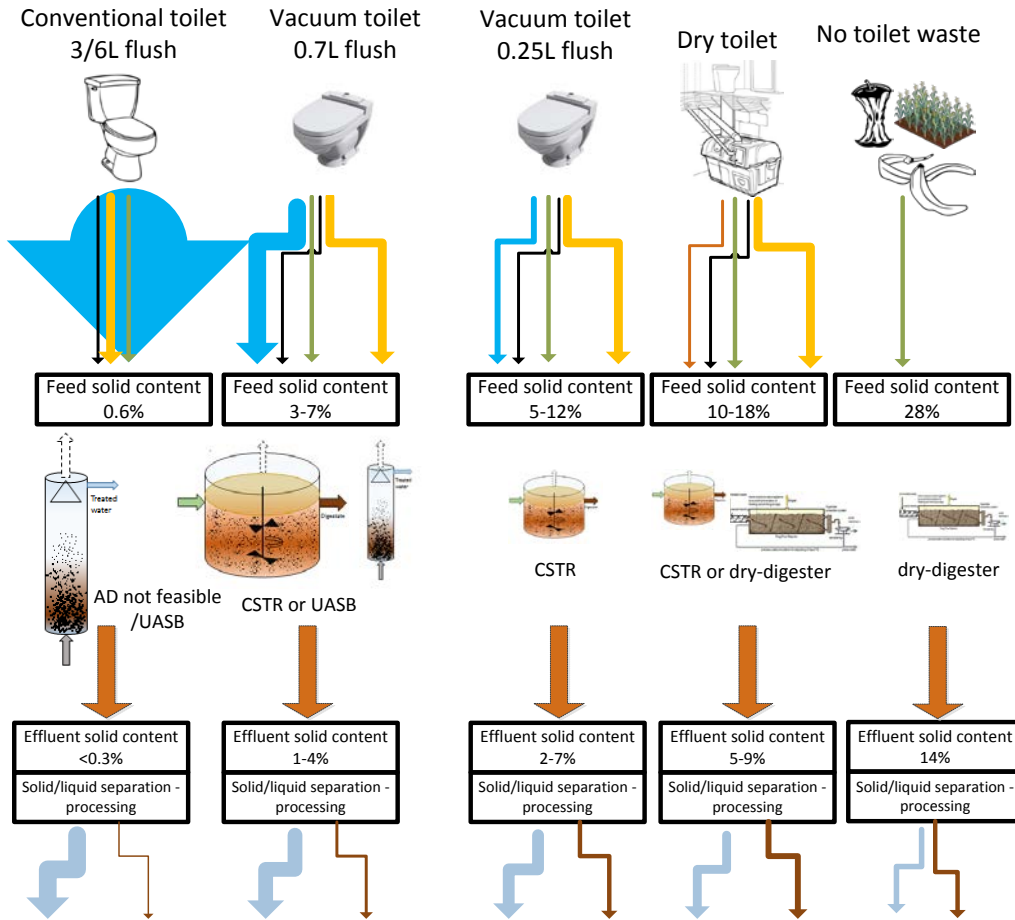 Conventional toilet
3/6L flush
Vacuum toilet
0.7L flush
Vacuum toilet
0.25L flush
Dry toilet
No toilet waste
Feed solid content
0.6%
Feed solid content
3-7%
Feed solid content
5-12%
Feed solid content
10-18%
Feed solid content
28%
Treated
water
Digestate
Treated
water
AD not feasible
/UASB
CSTR or UASB
CSTR
CSTR or dry-digester
dry-digester
Effluent solid content
<0.3%
Solid/liquid separation -
processing
Effluent solid content
1-4%
Solid/liquid separation -
processing
Effluent solid content
2-7%
Solid/liquid separation -
processing
Effluent solid content
5-9%
Solid/liquid separation -
processing
Effluent solid content
14%
Solid/liquid separation -
processing